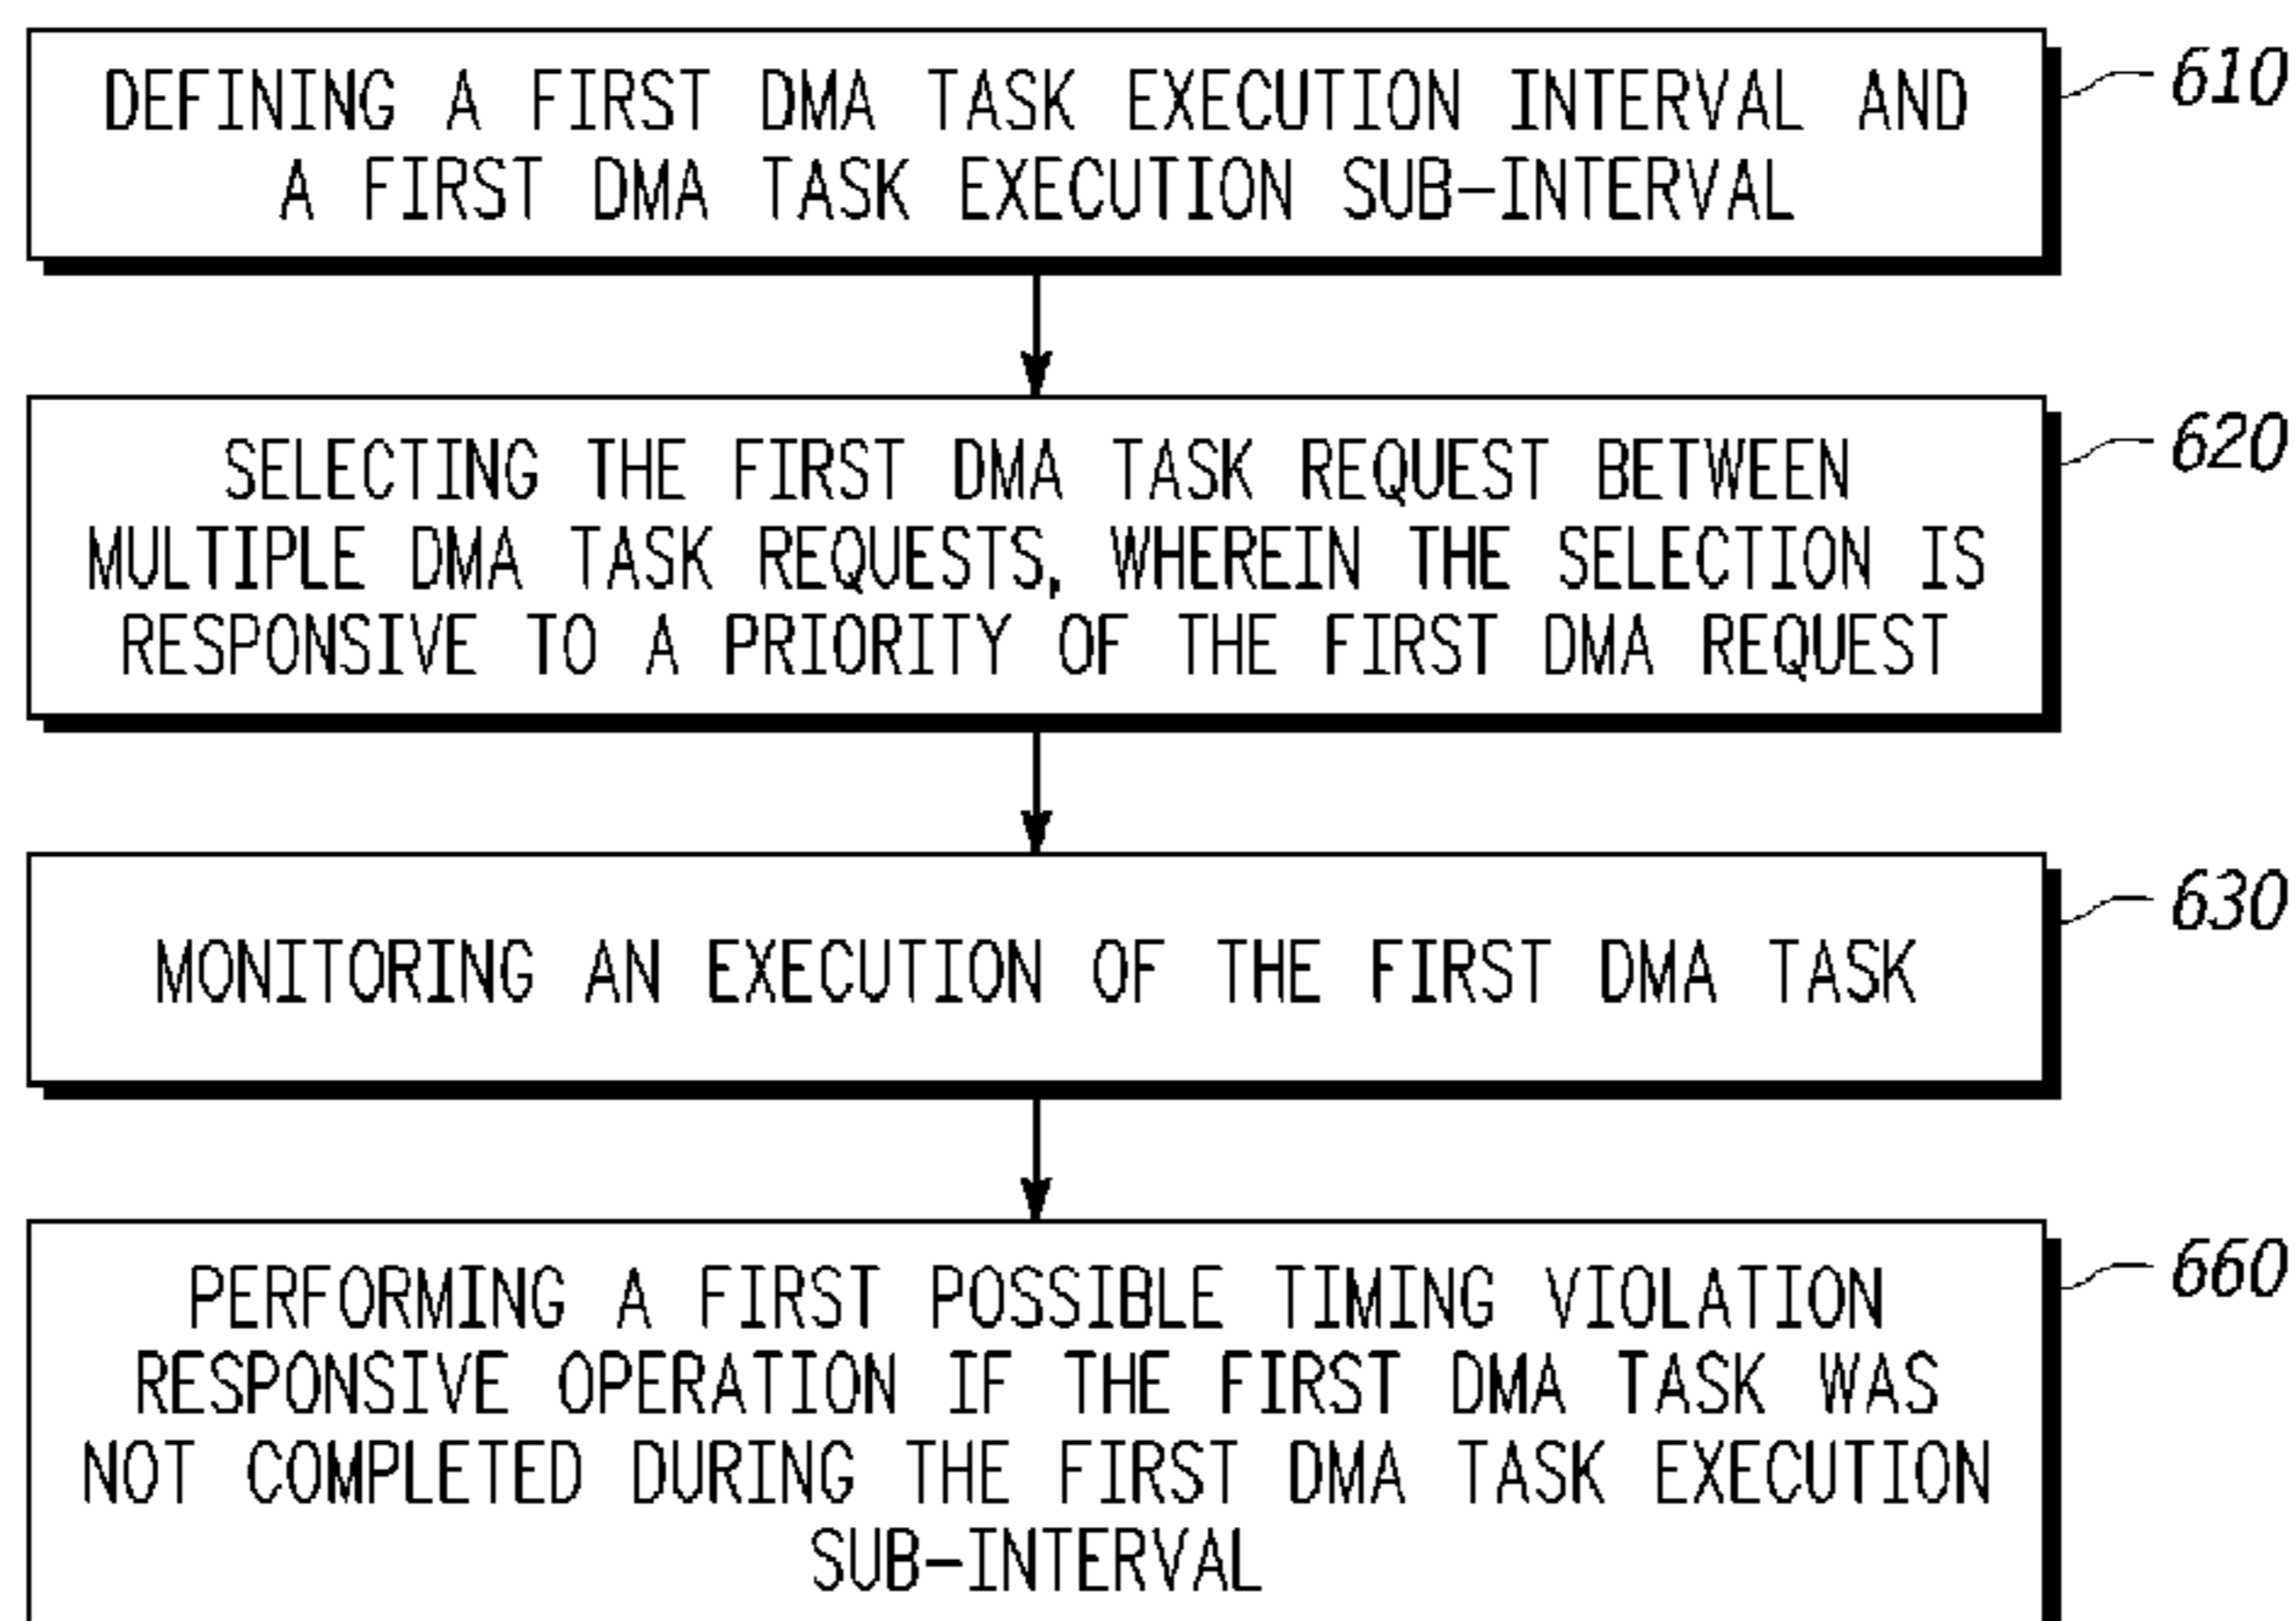 DEFINING A FIRST DMA TASK EXECUTION INTERVAL AND
A FIRST DMA TASK EXECUTION SUB-INTERVAL
610
SELECTING THE FIRST DMA TASK REQUEST BETWEEN
MULTIPLE DMA TASK REQUESTS, WHEREIN THE SELECTION IS
RESPONSIVE TO A PRIORITY OF THE FIRST DMA REQUEST
620
MONITORING AN EXECUTION OF THE FIRST DMA TASK
630
PERFORMING A FIRST POSSIBLE TIMING VIOLATION
RESPONSIVE OPERATION IF THE FIRST DMA TASK WAS
NOT COMPLETED DURING THE FIRST DMA TASK EXECUTION
SUB-INTERVAL
660